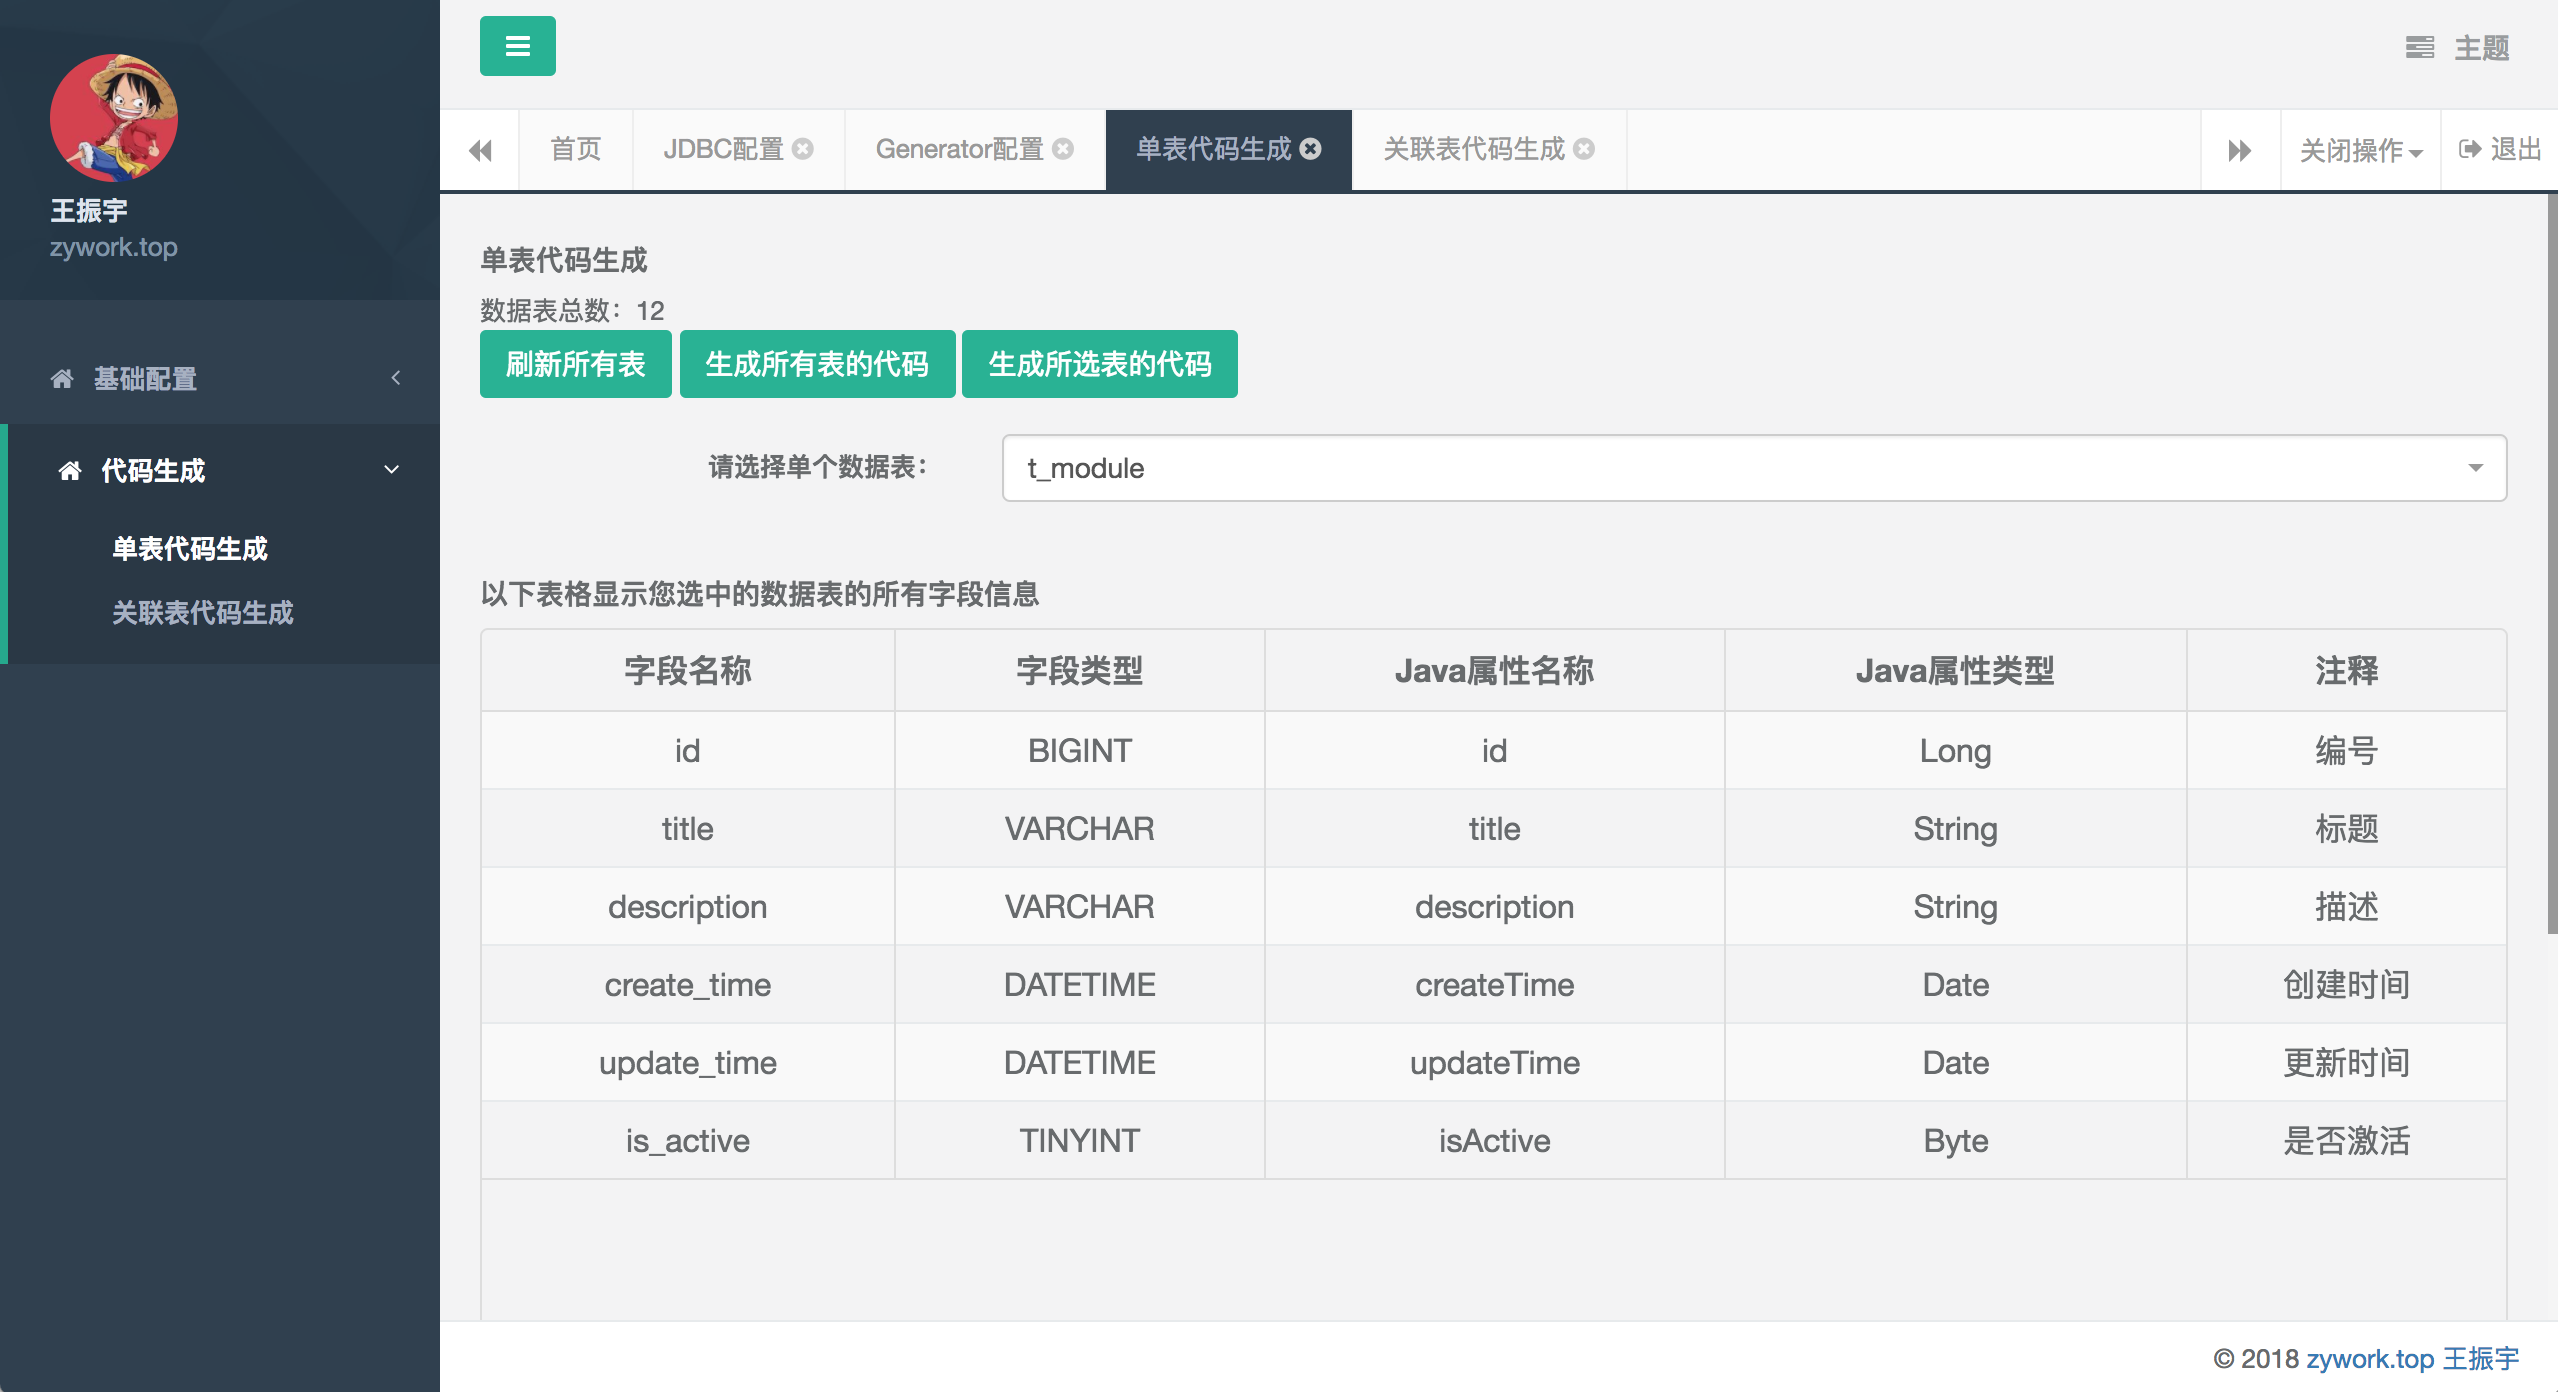 王振宇
zywork.top
基础配置
代码生成
单表代码生成
关联表代码生成
主题
首页 JDBC配置 Generator配置 单表代码生成 关联表代码生成 关闭操作 退出
单表代码生成
数据表总数：12
刷新所有表 生成所有表的代码 生成所选表的代码
请选择单个数据表： t_module
以下表格显示您选中的数据表的所有字段信息
字段名称 字段类型 Java属性名称 Java属性类型 注释
id BIGINT id Long 编号
title VARCHAR title String 标题
description VARCHAR description String 描述
create_time DATETIME createTime Date 创建时间
update_time DATETIME updateTime Date 更新时间
is_active TINYINT isActive Byte 是否激活
© 2018 zywork.top 王振宇